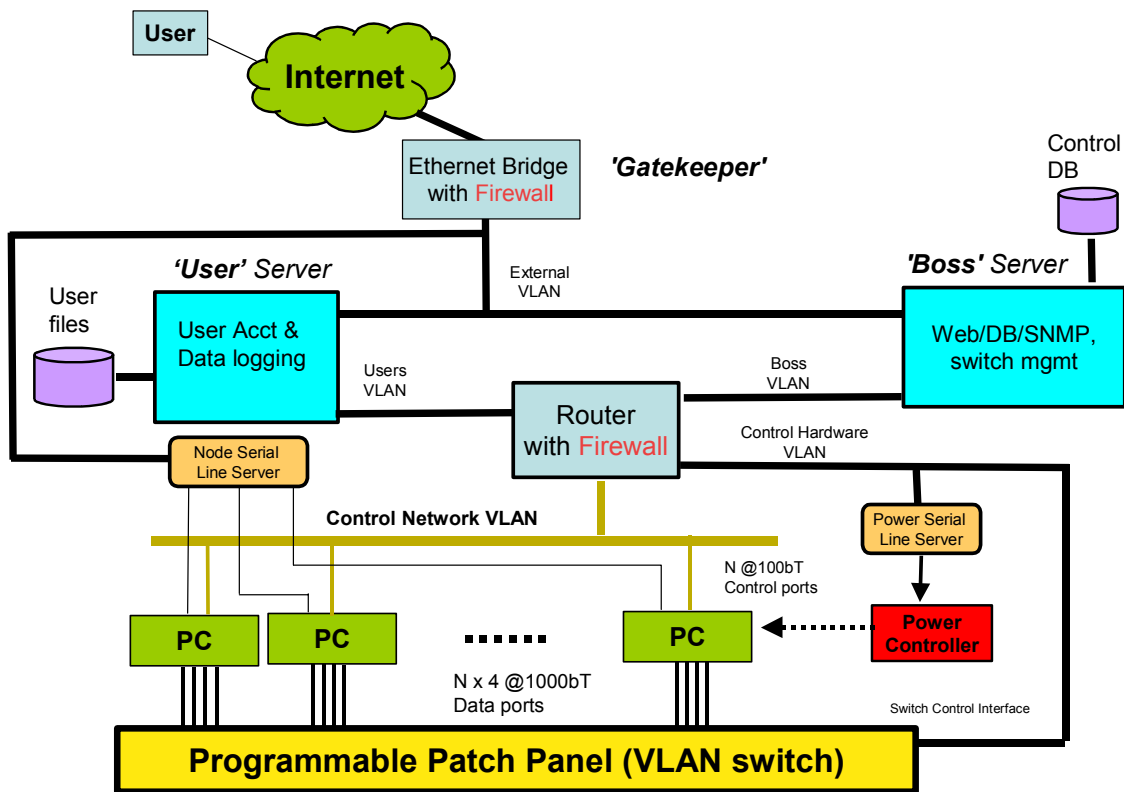 User
Internet
Ethernet Bridge
with Firewall
'Gatekeeper'
Control
DB
‘User’ Server
External
VLAN
'Boss' Server
User
files
User Acct &
Data logging
Web/DB/SNMP,
switch mgmt
Users
VLAN
Boss
VLAN
Router
with Firewall
Control Hardware
VLAN
Node Serial
Line Server
Control Network VLAN
Power Serial
Line Server
N @100bT
Control ports
PC
PC
PC
Power
Controller
N x 4 @1000bT
Data ports
Switch Control Interface
Programmable Patch Panel (VLAN switch)